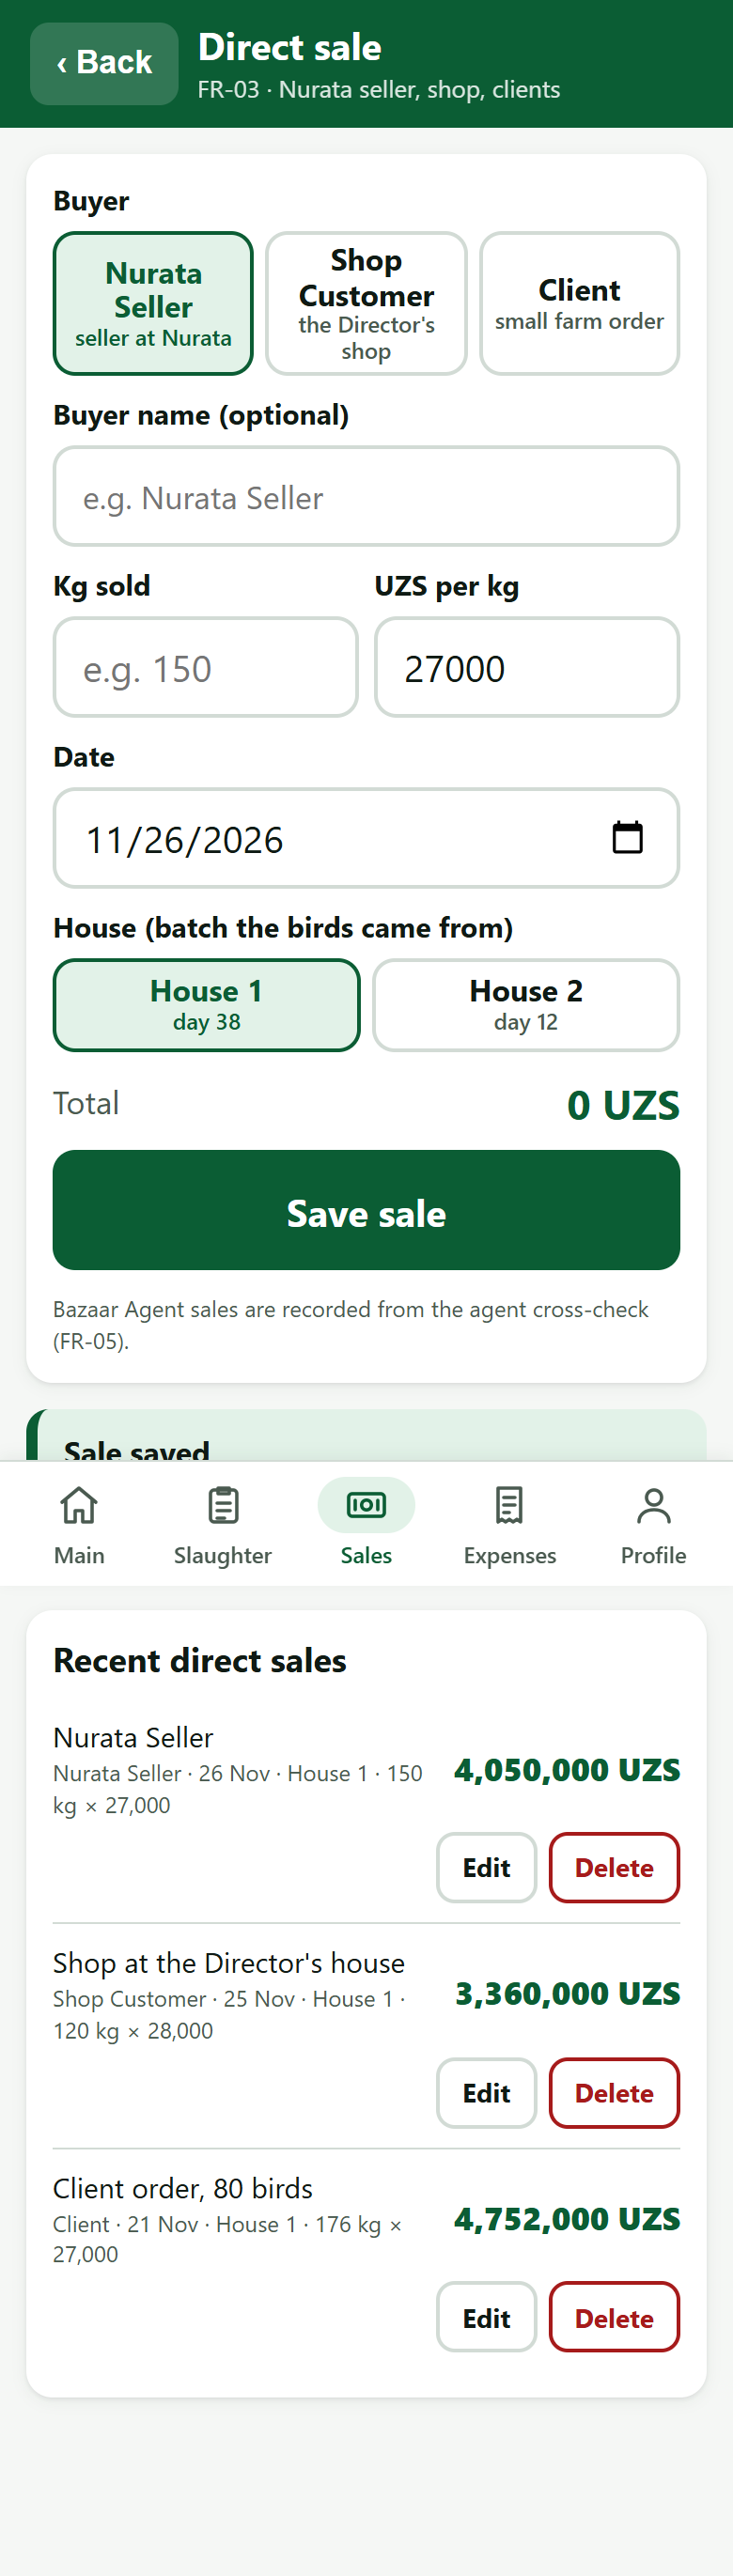 ‹ Back
Direct sale
FR-03 · Nurata seller, shop, clients
Buyer
Nurata
Seller
seller at Nurata
Shop
Customer
the Director's
shop
Client
small farm order
Buyer name (optional)
e.g. Nurata Seller
Kg sold
UZS per kg
e.g. 150
27000
Date
11/26/2026
House (batch the birds came from)
House 1
day 38
House 2
day 12
Total
0 UZS
Save sale
Bazaar Agent sales are recorded from the agent cross-check
(FR-05).
Sale saved
Main
Slaughter
Sales
Expenses
Profile
Recent direct sales
Nurata Seller
Nurata Seller · 26 Nov · House 1 · 150
kg × 27,000
4,050,000 UZS
Edit
Delete
Shop at the Director's house
Shop Customer · 25 Nov · House 1 ·
120 kg × 28,000
3,360,000 UZS
Edit
Delete
Client order, 80 birds
Client · 21 Nov · House 1 · 176 kg ×
27,000
4,752,000 UZS
Edit
Delete